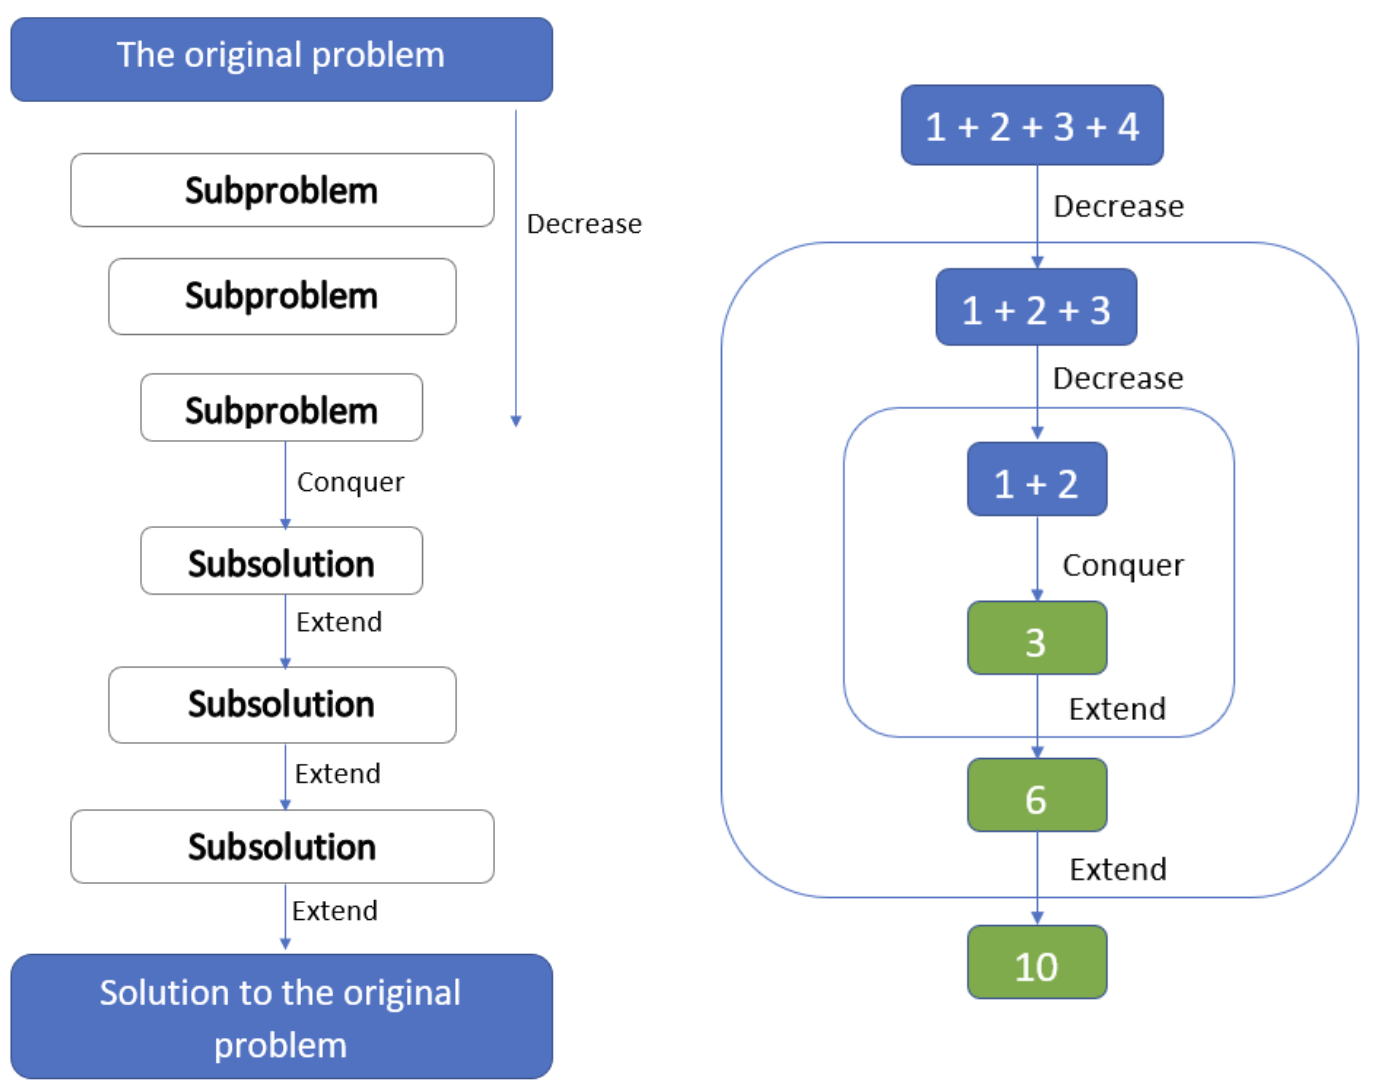 The original problem
Subproblem
Decrease
Subproblem
Subproblem
Conquer
Subsolution
Extend
Subsolution
Extend
Subsolution
Extend
Solution to the original
problem
1 + 2 + 3 + 4
Decrease
1 + 2 + 3
Decrease
1 + 2
Conquer
3
Extend
6
Extend
10